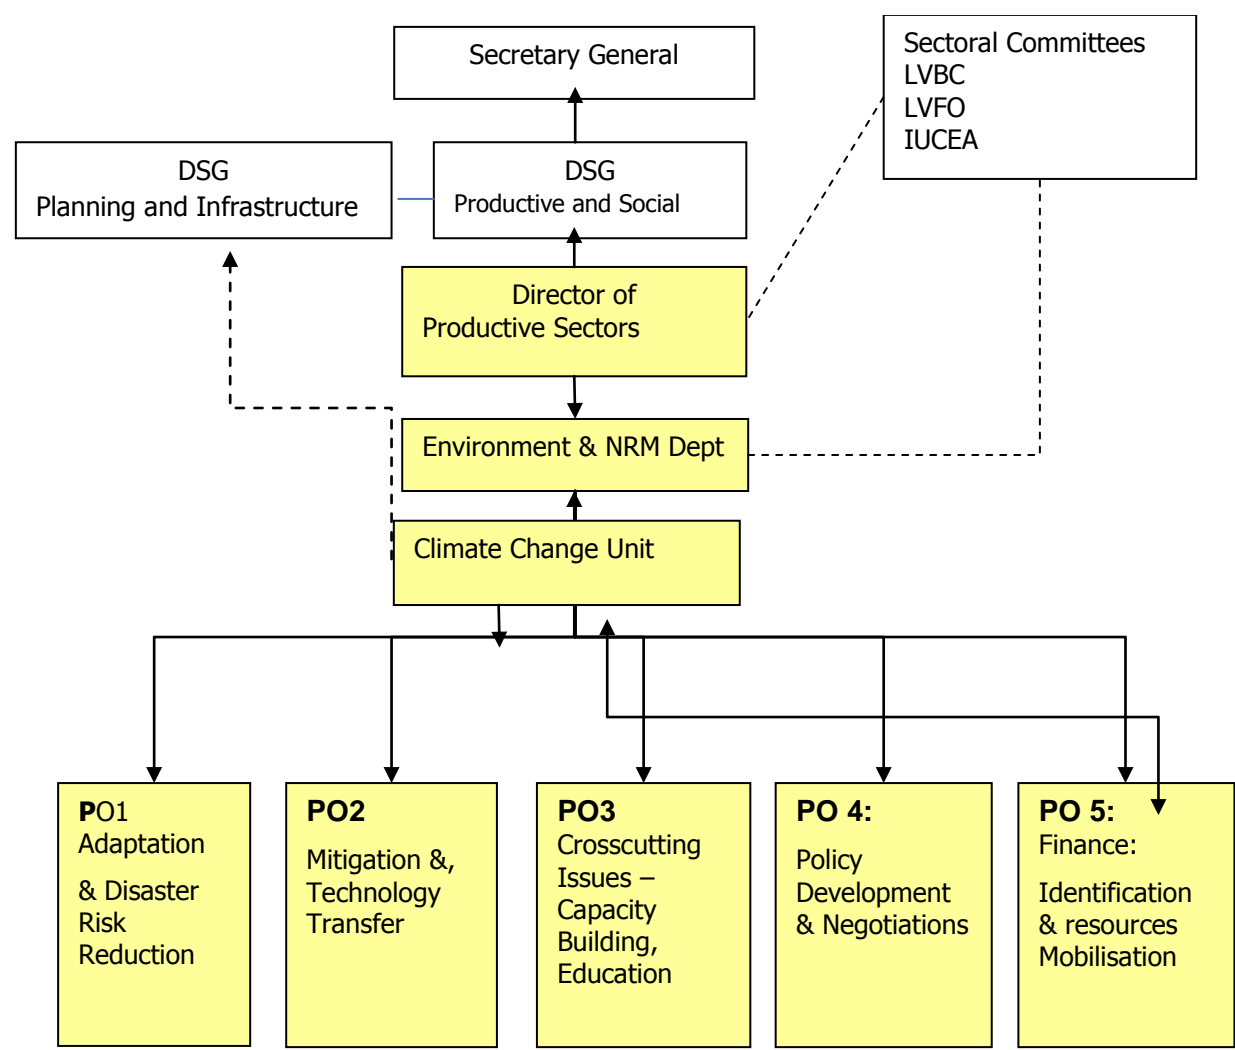 Secretary General
Sectoral Committees
LVBC
LVFO
IUCEA
DSG
Planning and Infrastructure
DSG
Productive and Social
Director of
Productive Sectors
Environment & NRM Dept
Climate Change Unit
PO1
Adaptation
& Disaster
Risk
Reduction
PO2
Mitigation &,
Technology
Transfer
PO3
Crosscutting
Issues –
Capacity
Building,
Education
PO 4:
Policy
Development
& Negotiations
PO 5:
Finance:
Identification
& resources
Mobilisation